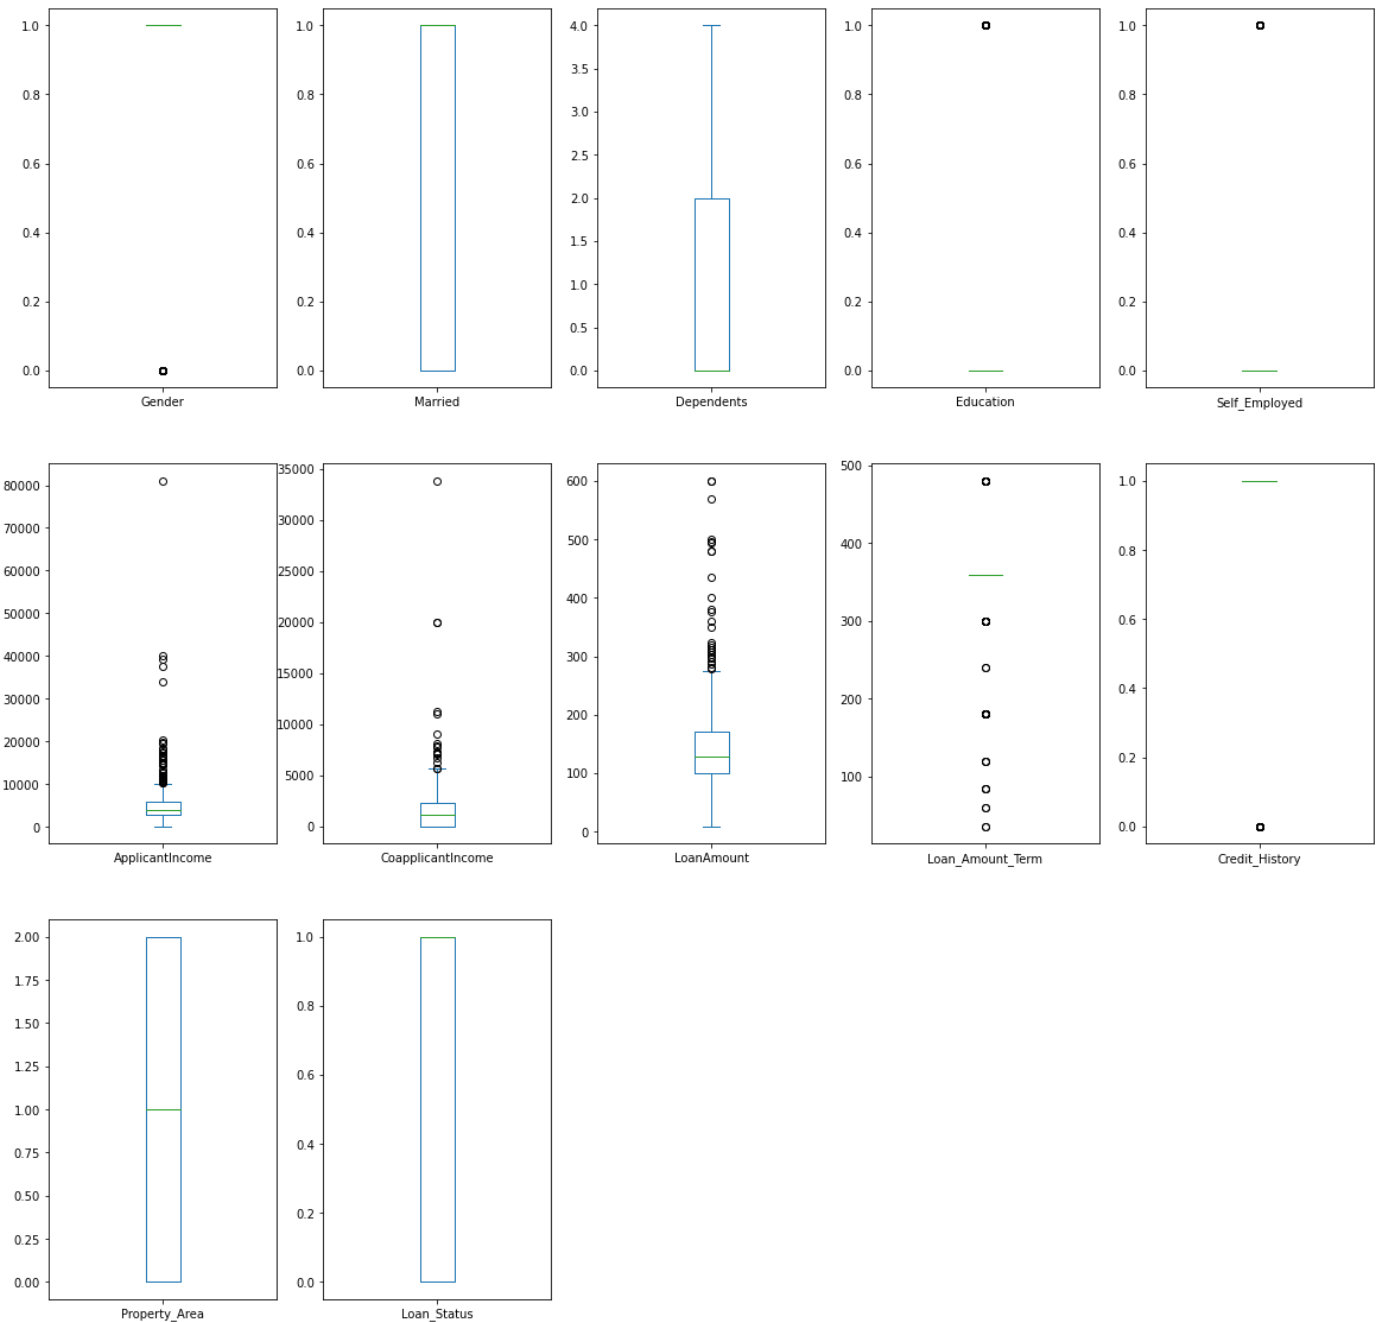 1.0 0.8 0.6 0.4 0.2 0.0
Gender
1.0 0.8 0.6 0.4 0.2 0.0
Married
4.0 3.5 3.0 2.5 2.0 1.5 1.0 0.5 0.0
Dependents
1.0 0.8 0.6 0.4 0.2 0.0
Education
1.0 0.8 0.6 0.4 0.2 0.0
Self_Employed
80000 70000 60000 50000 40000 30000 20000 10000 0
ApplicantIncome
35000 30000 25000 20000 15000 10000 5000 0
CoapplicantIncome
600 500 400 300 200 100 0
LoanAmount
500 400 300 200 100
Loan_Amount_Term
1.0 0.8 0.6 0.4 0.2 0.0
Credit_History
2.00 1.75 1.50 1.25 1.00 0.75 0.50 0.25 0.00
Property_Area
1.0 0.8 0.6 0.4 0.2 0.0
Loan_Status